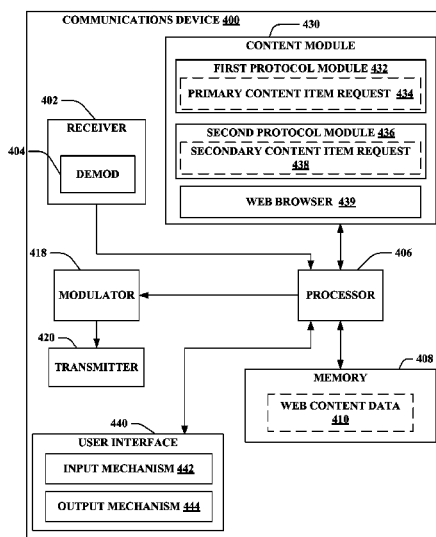 COMMUNICATIONS DEVICE 400
430
CONTENT MODULE
FIRST PROTOCOL MODULE 432
PRIMARY CONTENT ITEM REQUEST 434
SECOND PROTOCOL MODULE 436
SECONDARY CONTENT ITEM REQUEST
438
WEB BROWSER 439
402
RECEIVER
404
DEMOD
418
MODULATOR
406
PROCESSOR
420
TRANSMITTER
408
MEMORY
WEB CONTENT DATA
410
440
USER INTERFACE
INPUT MECHANISM 442
OUTPUT MECHANISM 444